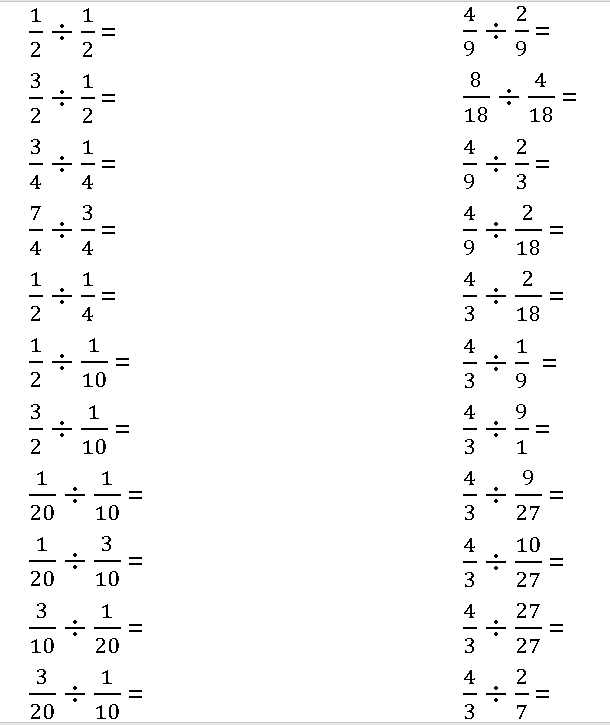 1/2 ÷ 1/2 =
3/2 ÷ 1/2 =
3/4 ÷ 1/4 =
7/4 ÷ 3/4 =
1/2 ÷ 1/4 =
1/2 ÷ 1/10 =
3/2 ÷ 1/10 =
1/20 ÷ 1/10 =
1/20 ÷ 3/10 =
3/10 ÷ 1/20 =
3/20 ÷ 1/10 =
4/9 ÷ 2/9 =
8/18 ÷ 4/18 =
4/9 ÷ 2/3 =
4/9 ÷ 2/18 =
4/3 ÷ 2/18 =
4/3 ÷ 1/9 =
4/3 ÷ 9/1 =
4/3 ÷ 9/27 =
4/3 ÷ 10/27 =
4/3 ÷ 27/27 =
4/3 ÷ 2/7 =